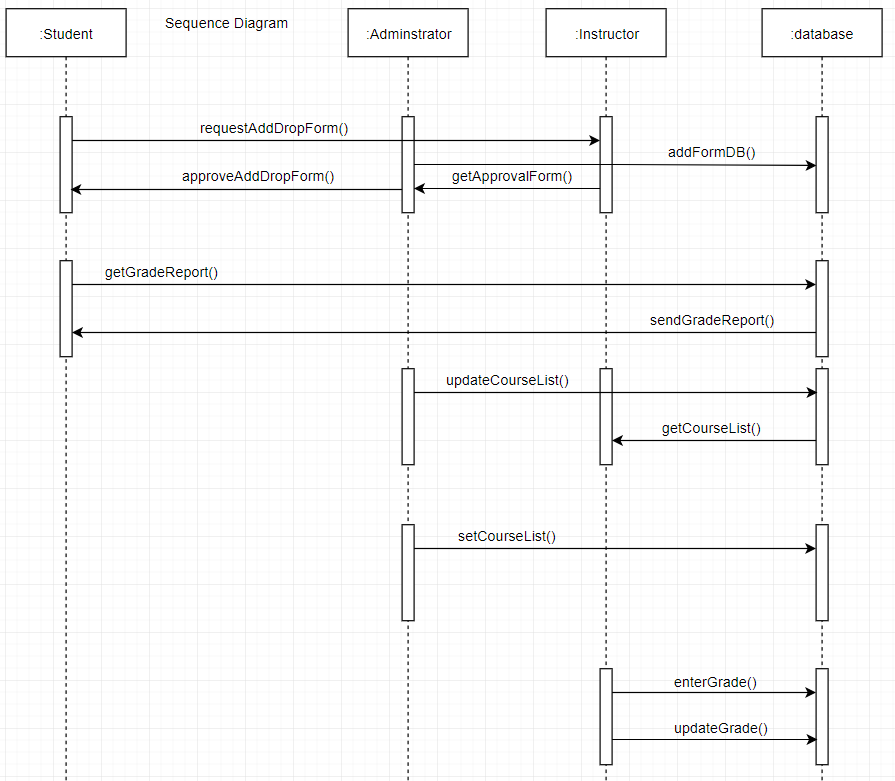 Sequence Diagram
:Student
:Adminstrator
:Instructor
:database
requestAddDropForm()
addFormDB()
approveAddDropForm()
getApprovalForm()
getGradeReport()
sendGradeReport()
updateCourseList()
getCourseList()
setCourseList()
enterGrade()
updateGrade()